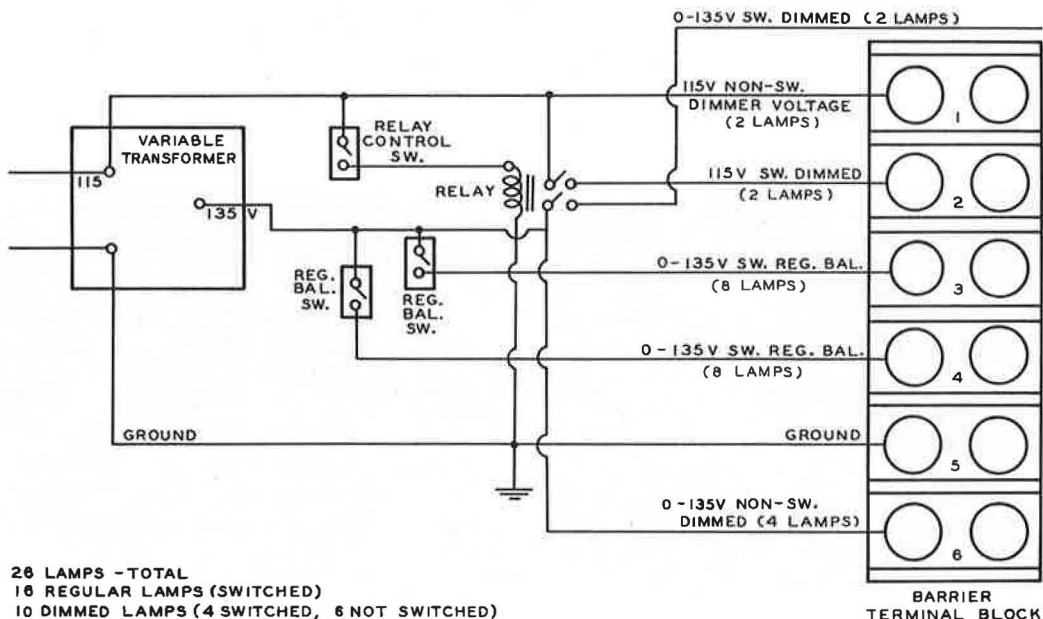 0-135V SW. DIMMED (2 LAMPS)
115V NON-SW.
DIMMER VOLTAGE
(2 LAMPS)
1
VARIABLE
TRANSFORMER
115
135 V
RELAY
CONTROL
SW.
RELAY
115V SW. DIMMED
(2 LAMPS)
2
0-135V SW. REG. BAL.
(8 LAMPS)
3
REG.
BAL.
SW.
REG.
BAL.
SW.
0-135V SW. REG. BAL.
(8 LAMPS)
4
GROUND
GROUND
5
0-135V NON-SW.
DIMMED (4 LAMPS)
6
26 LAMPS - TOTAL
16 REGULAR LAMPS (SWITCHED)
10 DIMMED LAMPS (4 SWITCHED, 6 NOT SWITCHED)
BARRIER
TERMINAL BLOCK